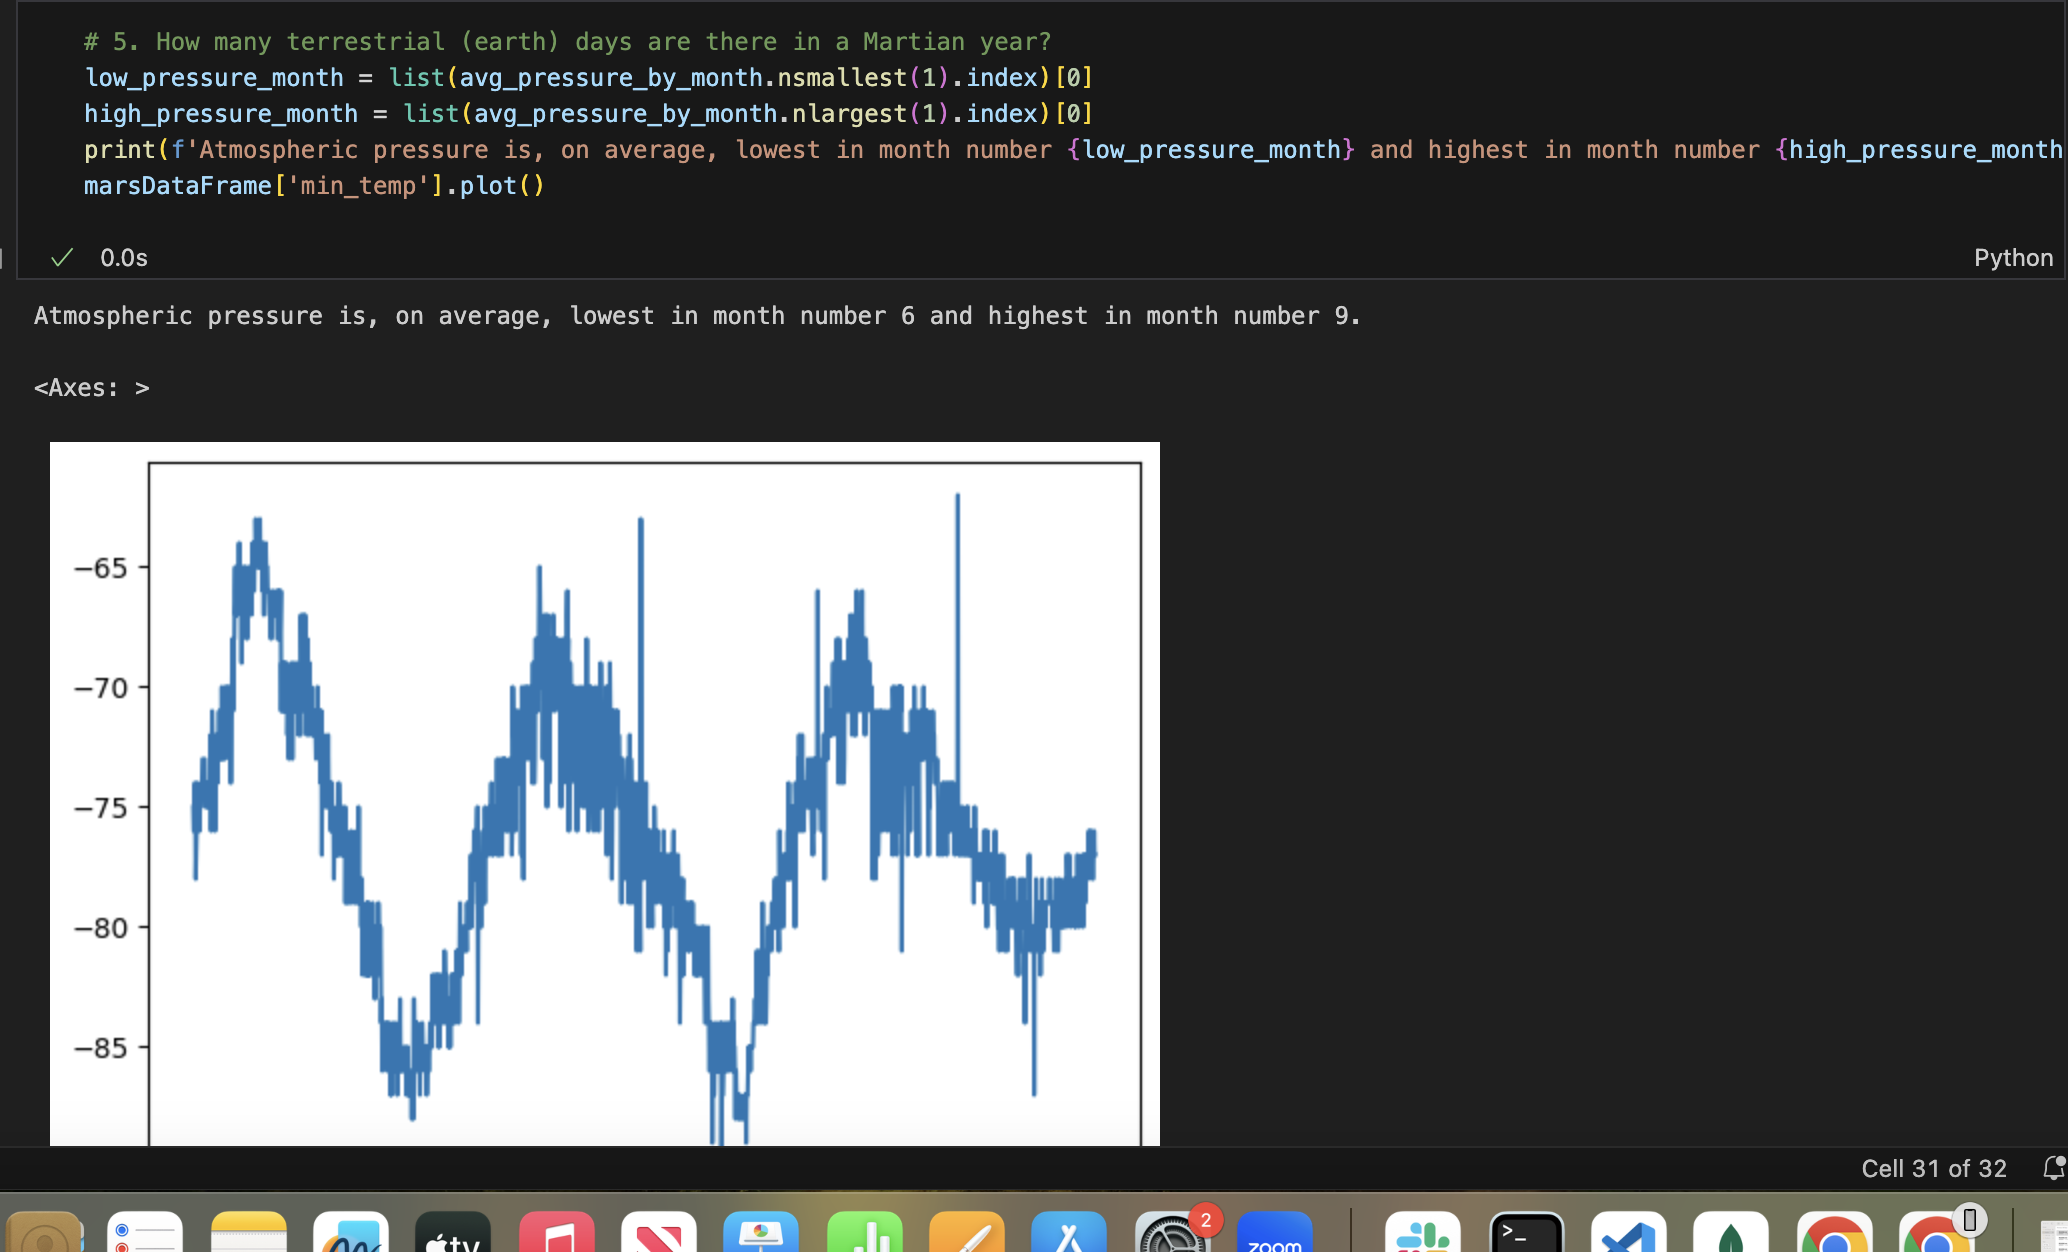 # 5. How many terrestrial (earth) days are there in a Martian year?
low_pressure_month = list(avg_pressure_by_month.nsmallest(1).index)[0]
high_pressure_month = list(avg_pressure_by_month.nlargest(1).index)[0]
print(f'Atmospheric pressure is, on average, lowest in month number {low_pressure_month} and highest in month number {high_pressure_month
marsDataFrame['min_temp'].plot()
0.0s
Python
Atmospheric pressure is, on average, lowest in month number 6 and highest in month number 9.
<Axes: >
−65
−70
−75
−80
−85
Cell 31 of 32
2
tv
>_
zoom